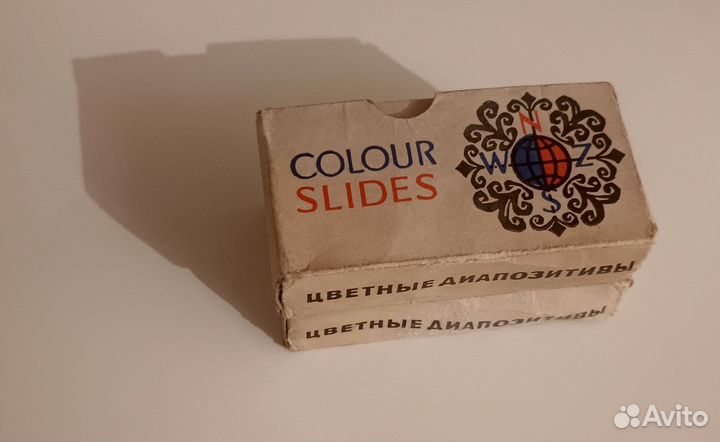 COLOUR
SLIDES
N
W Z
S
ЦВЕТНЫЕ ДИАПОЗИТИВЫ
ЦВЕТНЫЕ ДИАПОЗИТИВЫ
Avito